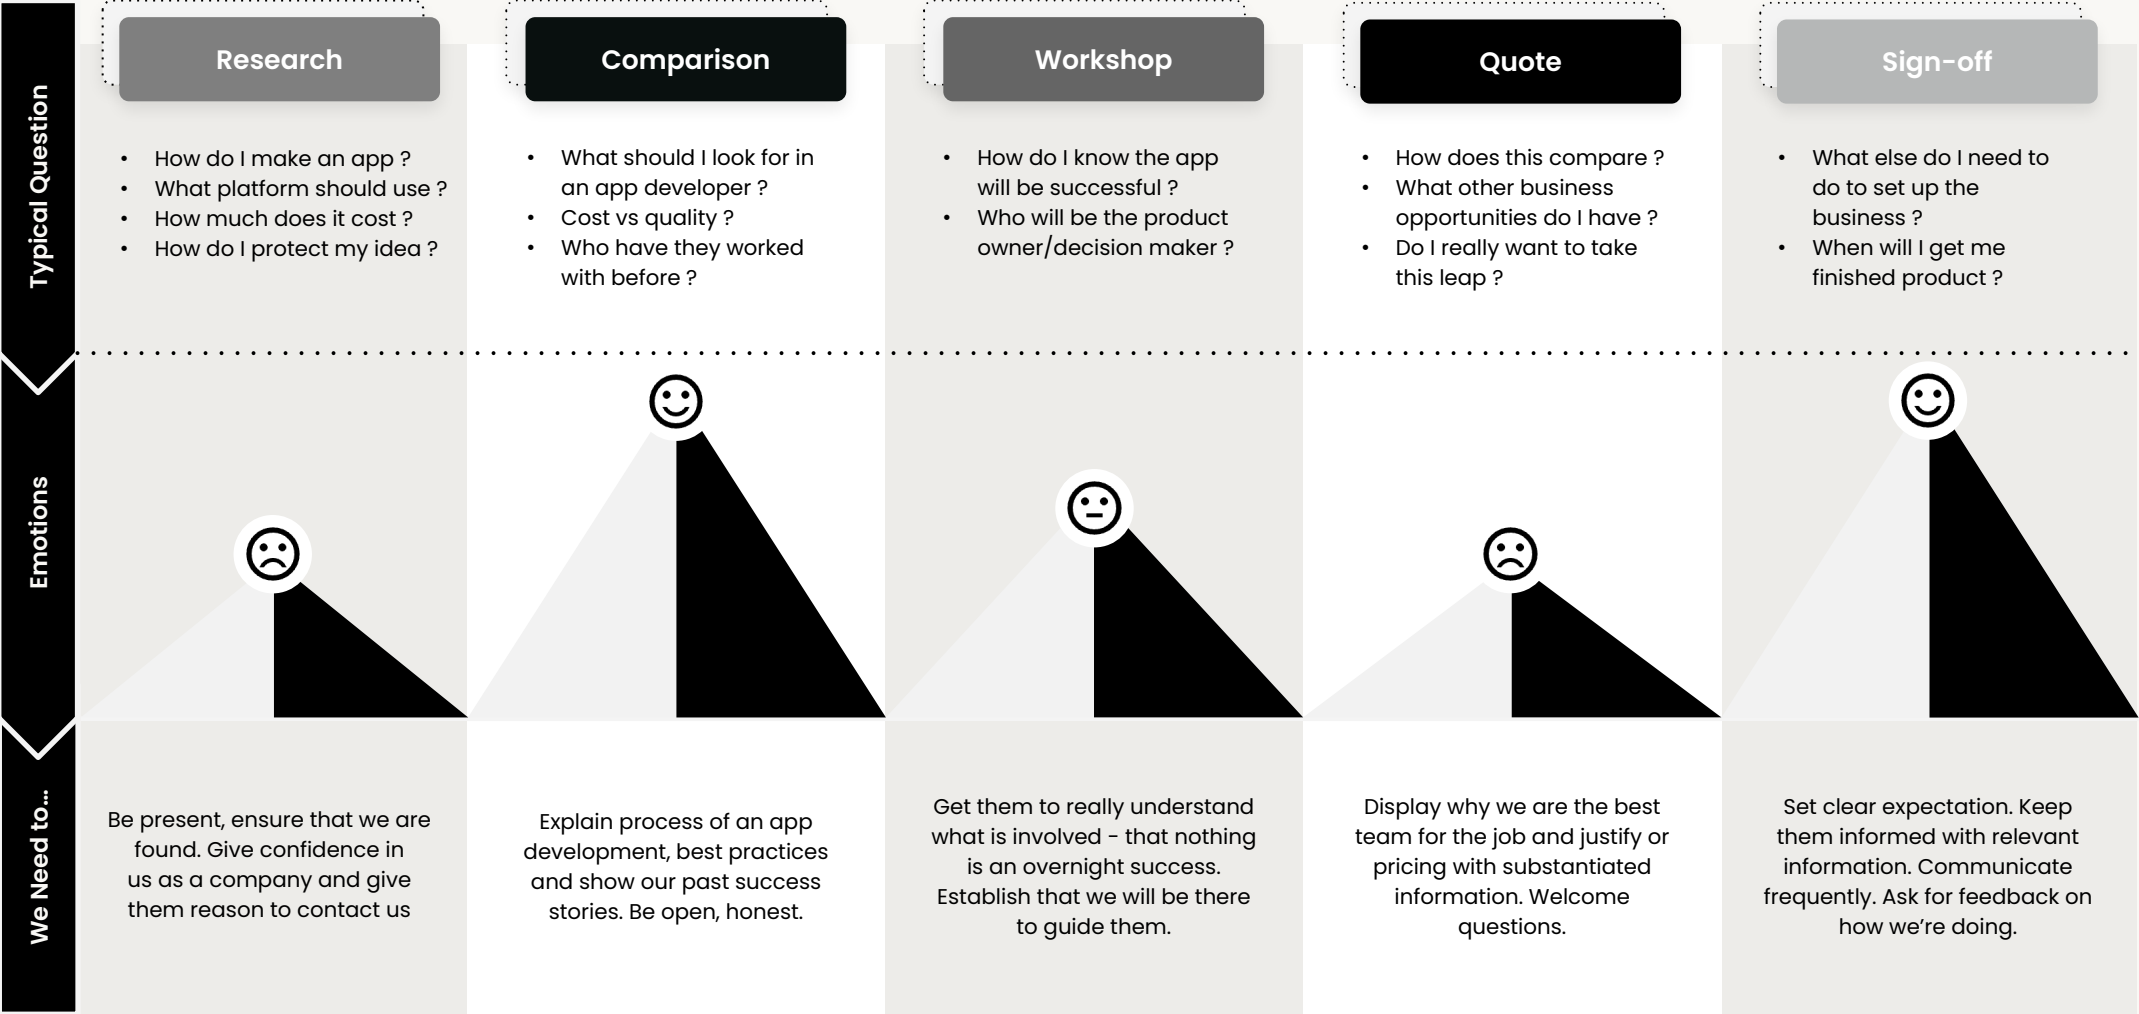 Research
Comparison
Workshop
Quote
Sign-off
Typical Question
• How do I make an app ?
• What platform should use ?
• How much does it cost ?
• How do I protect my idea ?
• What should I look for in
an app developer ?
• Cost vs quality ?
• Who have they worked
with before ?
• How do I know the app
will be successful ?
• Who will be the product
owner/decision maker ?
• How does this compare ?
• What other business
opportunities do I have ?
• Do I really want to take
this leap ?
• What else do I need to
do to set up the
business ?
• When will I get me
finished product ?
Emotions
We Need to...
Be present, ensure that we are
found. Give confidence in
us as a company and give
them reason to contact us
Explain process of an app
development, best practices
and show our past success
stories. Be open, honest.
Get them to really understand
what is involved - that nothing
is an overnight success.
Establish that we will be there
to guide them.
Display why we are the best
team for the job and justify or
pricing with substantiated
information. Welcome
questions.
Set clear expectation. Keep
them informed with relevant
information. Communicate
frequently. Ask for feedback on
how we’re doing.